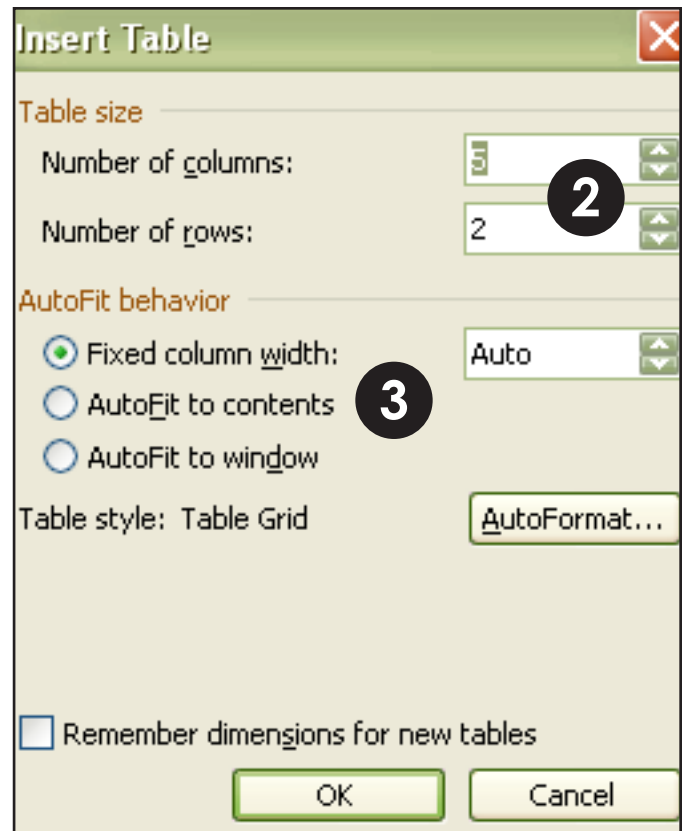 Insert Table
Table size
Number of columns: 5
2
Number of rows: 2
AutoFit behavior
Fixed column width: Auto
AutoFit to contents
3
AutoFit to window
Table style: Table Grid AutoFormat...
Remember dimensions for new tables
OK Cancel